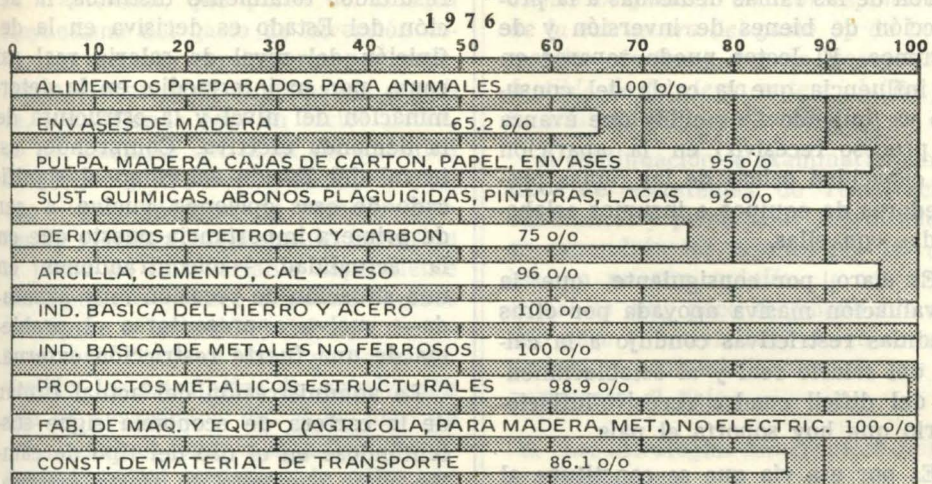 1976
0 10 20 30 40 50 60 70 80 90 100
ALIMENTOS PREPARADOS PARA ANIMALES 100 o/o
ENVASES DE MADERA 65.2 o/o
PULPA, MADERA, CAJAS DE CARTON, PAPEL, ENVASES 95 o/o
SUST. QUIMICAS, ABONOS, PLAGUICIDAS, PINTURAS, LACAS 92 o/o
DERIVADOS DE PETROLEO Y CARBON 75 o/o
ARCILLA, CEMENTO, CAL Y YESO 96 o/o
IND. BASICA DEL HIERRO Y ACERO 100 o/o
IND. BASICA DE METALES NO FERROSOS 100 o/o
PRODUCTOS METALICOS ESTRUCTURALES 98.9 o/o
FAB. DE MAQ. Y EQUIPO (AGRICOLA, PARA MADERA, MET.) NO ELECTRIC. 100 o/o
CONST. DE MATERIAL DE TRANSPORTE 86.1 o/o